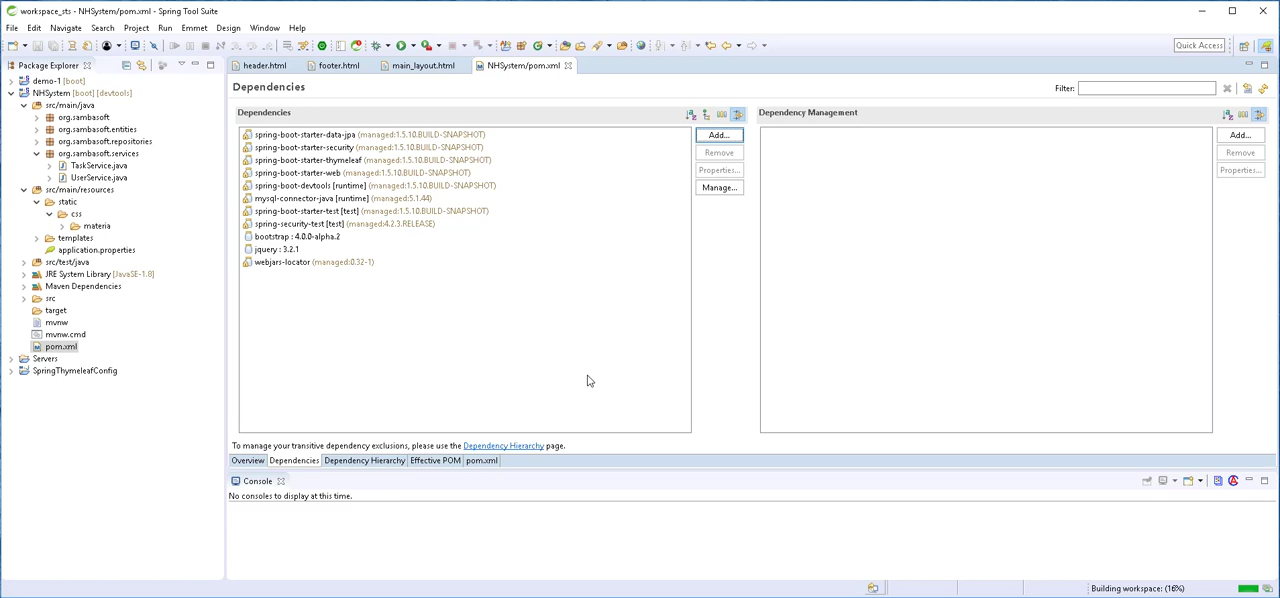 workspace_sts - NHSystem/pom.xml - Spring Tool Suite
File Edit Navigate Search Project Run Emmet Design Window Help
Quick Access
Package Explorer
header.html footer.html main_layout.html NHSystem/pom.xml
demo-1 [boot]
NHSystem [boot] [devtools]
src/main/java
org.sambasoft
org.sambasoft.entities
org.sambasoft.repositories
org.sambasoft.services
TaskService.java
UserService.java
src/main/resources
static
css
materia
templates
application.properties
src/test/java
JRE System Library [JavaSE-1.8]
Maven Dependencies
src
target
mvnw
mvnw.cmd
pom.xml
Servers
SpringThymeleafConfig
Dependencies
Filter:
Dependencies
spring-boot-starter-data-jpa (managed:1.5.10.BUILD-SNAPSHOT)
spring-boot-starter-security (managed:1.5.10.BUILD-SNAPSHOT)
spring-boot-starter-thymeleaf (managed:1.5.10.BUILD-SNAPSHOT)
spring-boot-starter-web (managed:1.5.10.BUILD-SNAPSHOT)
spring-boot-devtools [runtime] (managed:1.5.10.BUILD-SNAPSHOT)
mysql-connector-java [runtime] (managed:5.1.44)
spring-boot-starter-test [test] (managed:1.5.10.BUILD-SNAPSHOT)
spring-security-test [test] (managed:4.2.3.RELEASE)
bootstrap : 4.0.0-alpha.2
jquery : 3.2.1
webjars-locator (managed:0.32-1)
Add...
Remove
Properties...
Manage...
Dependency Management
Add...
Remove
Properties...
To manage your transitive dependency exclusions, please use the Dependency Hierarchy page.
Overview Dependencies Dependency Hierarchy Effective POM pom.xml
Console
No consoles to display at this time.
Building workspace: (16%)